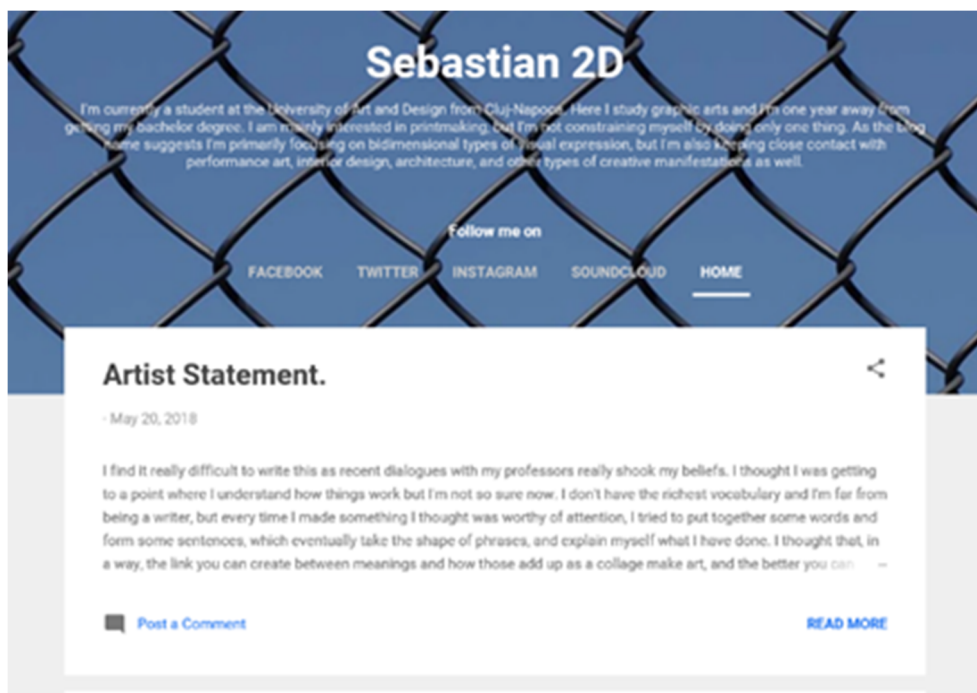 Sebastian 2D
I'm currently a student at the University of Art and Design from Cluj-Napoca. Here I study graphic arts and I'm one year away from
getting my bachelor degree. I am mainly interested in printmaking, but I'm not constraining myself by doing only one thing. As the blog
name suggests I'm primarily focusing on bidimensional types of visual expression, but I'm also keeping close contact with
performance art, interior design, architecture, and other types of creative manifestations as well.
Follow me on
FACEBOOK TWITTER INSTAGRAM SOUNDCLOUD HOME
Artist Statement.
- May 20, 2018
I find it really difficult to write this as recent dialogues with my professors really shook my beliefs. I thought I was getting
to a point where I understand how things work but I'm not so sure now. I don't have the richest vocabulary and I'm far from
being a writer, but every time I made something I thought was worthy of attention, I tried to put together some words and
form some sentences, which eventually take the shape of phrases, and explain myself what I have done. I thought that, in
a way, the link you can create between meanings and how those add up as a collage make art, and the better you can
Post a Comment READ MORE